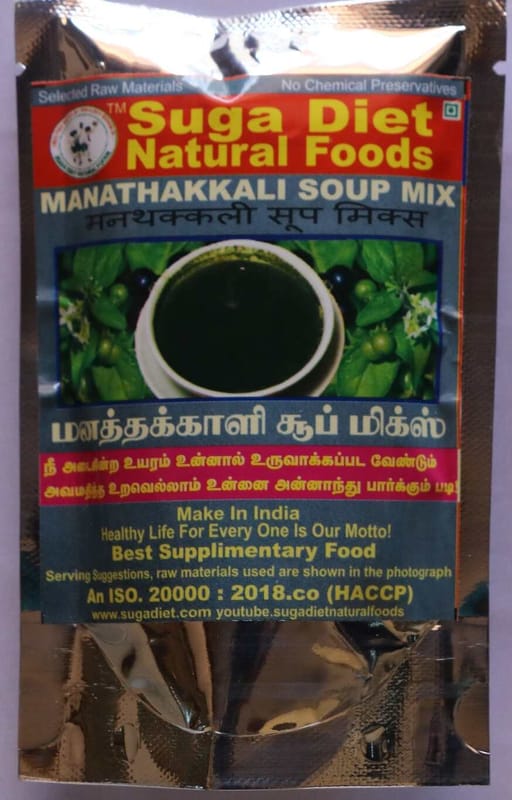 Selected Raw Materials No Chemical Preservatives
TM Suga Diet
Natural Foods
MANATHAKKALI SOUP MIX
मनथक्कली सूप मिक्स
மனத்தக்காளி சூப் மிக்ஸ்
நீ அடைகின்ற உயரம் உன்னால் உருவாக்கப்பட வேண்டும்
அவமதித்த உறவெல்லாம் உன்னை அன்னாந்து பார்க்கும் படி!
Make In India
Healthy Life For Every One Is Our Motto!
Best Supplimentary Food
Serving Suggestions, raw materials used are shown in the photograph
An ISO. 20000 : 2018.co (HACCP)
www.sugadiet.com youtube.sugadietnaturalfoods